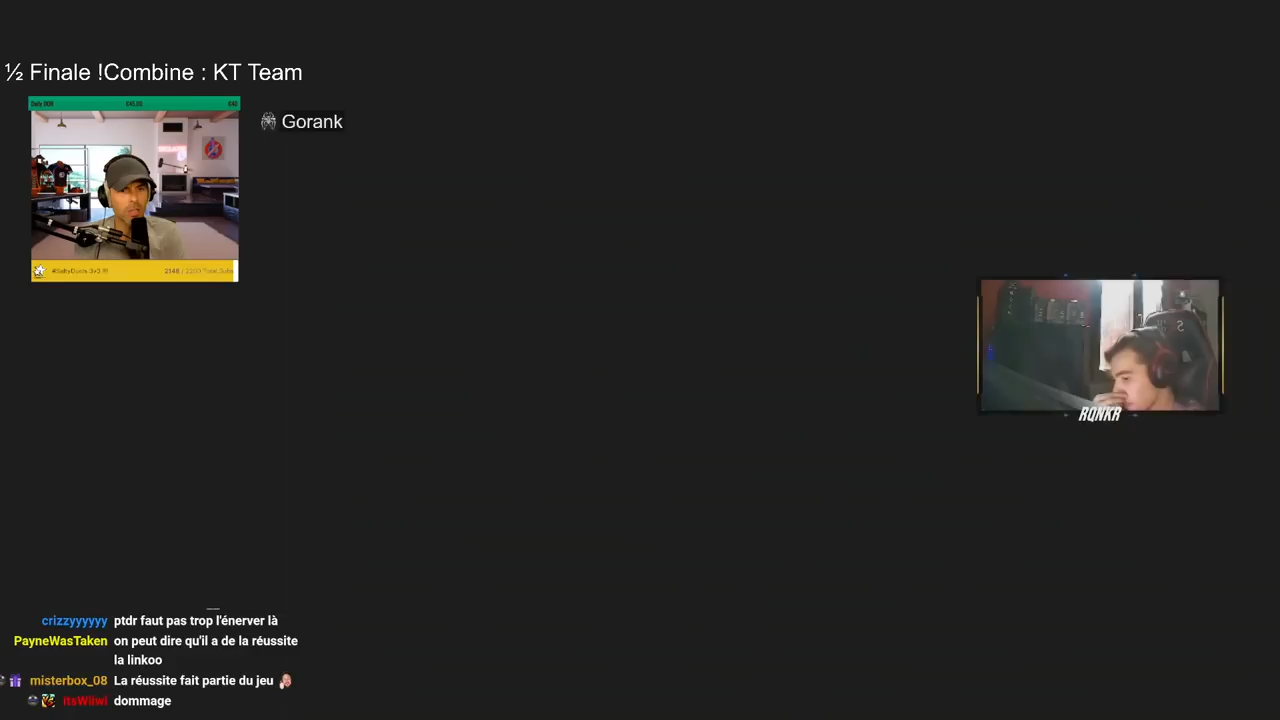 ½ Finale !Combine : KT Team
Gorank
RQNKR
crizzyyyyyy ptdr faut pas trop l'énerver là
PayneWasTaken on peut dire qu'il a de la réussite
la linkoo
misterbox_08 La réussite fait partie du jeu
itsWiiwi dommage